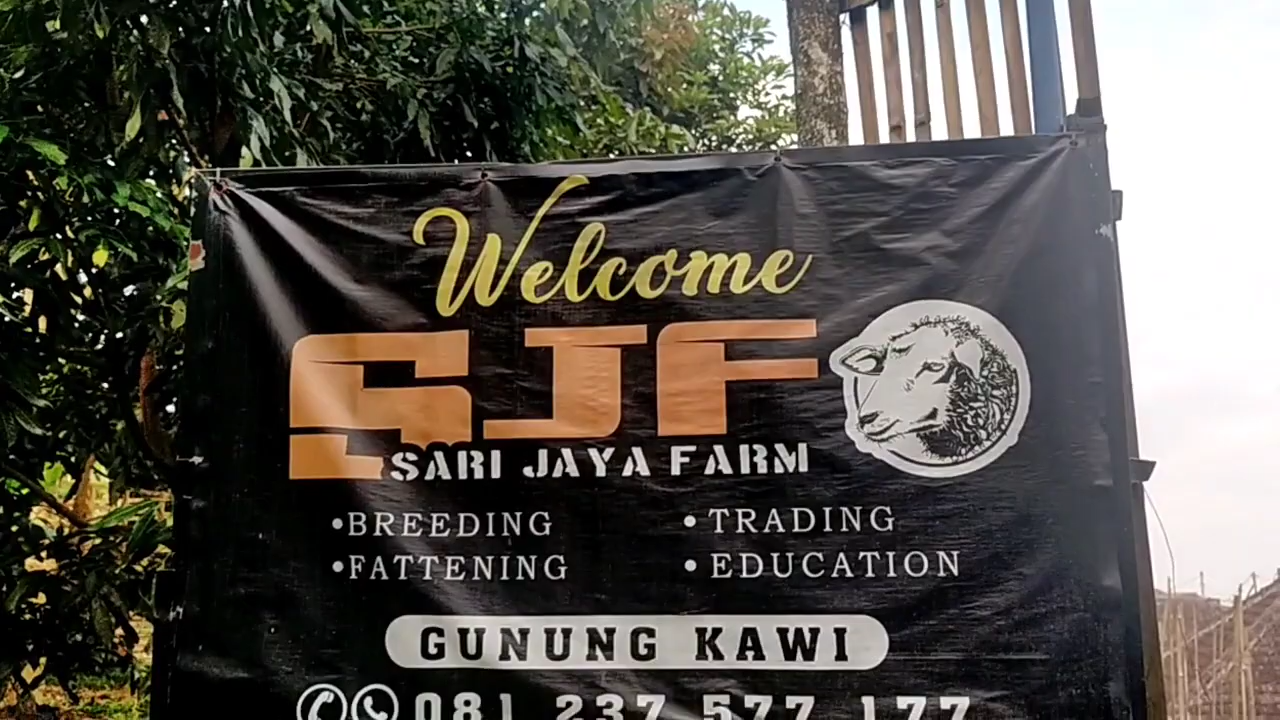 Welcome
SJF
SARI JAYA FARM
•BREEDING •TRADING
•FATTENING •EDUCATION
GUNUNG KAWI
081 237 577 177